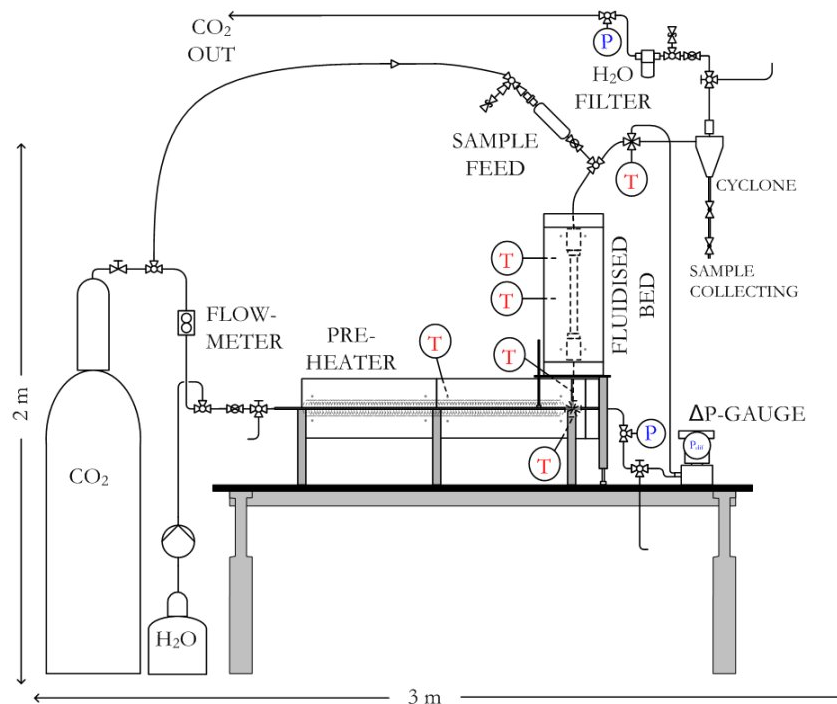 CO₂
OUT
P
H₂O
FILTER
SAMPLE
FEED
T
CYCLONE
SAMPLE
COLLECTING
T
T
FLUIDISED
BED
FLOW-
METER
PRE-
HEATER
T
T
2 m
ΔP-GAUGE
P
Pdif
T
CO₂
H₂O
3 m